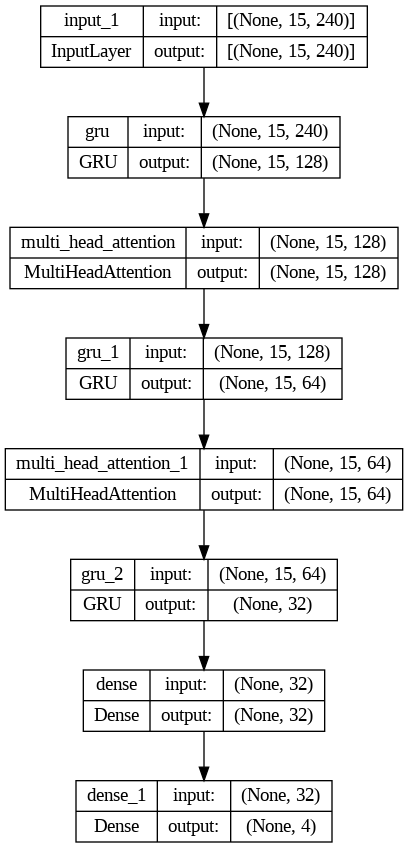 input_1 input: [(None, 15, 240)]
InputLayer output: [(None, 15, 240)]
gru input: (None, 15, 240)
GRU output: (None, 15, 128)
multi_head_attention input: (None, 15, 128)
MultiHeadAttention output: (None, 15, 128)
gru_1 input: (None, 15, 128)
GRU output: (None, 15, 64)
multi_head_attention_1 input: (None, 15, 64)
MultiHeadAttention output: (None, 15, 64)
gru_2 input: (None, 15, 64)
GRU output: (None, 32)
dense input: (None, 32)
Dense output: (None, 32)
dense_1 input: (None, 32)
Dense output: (None, 4)